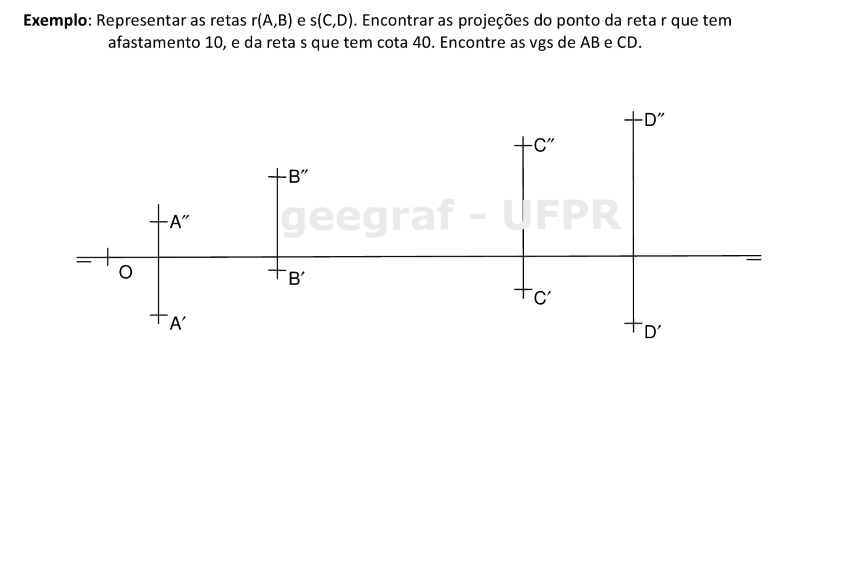 Exemplo: Representar as retas r(A,B) e s(C,D). Encontrar as projeções do ponto da reta r que tem
afastamento 10, e da reta s que tem cota 40. Encontre as vgs de AB e CD.
D″
C″
B″
A″
geegraf - UFPR
O
B′
C′
A′
D′